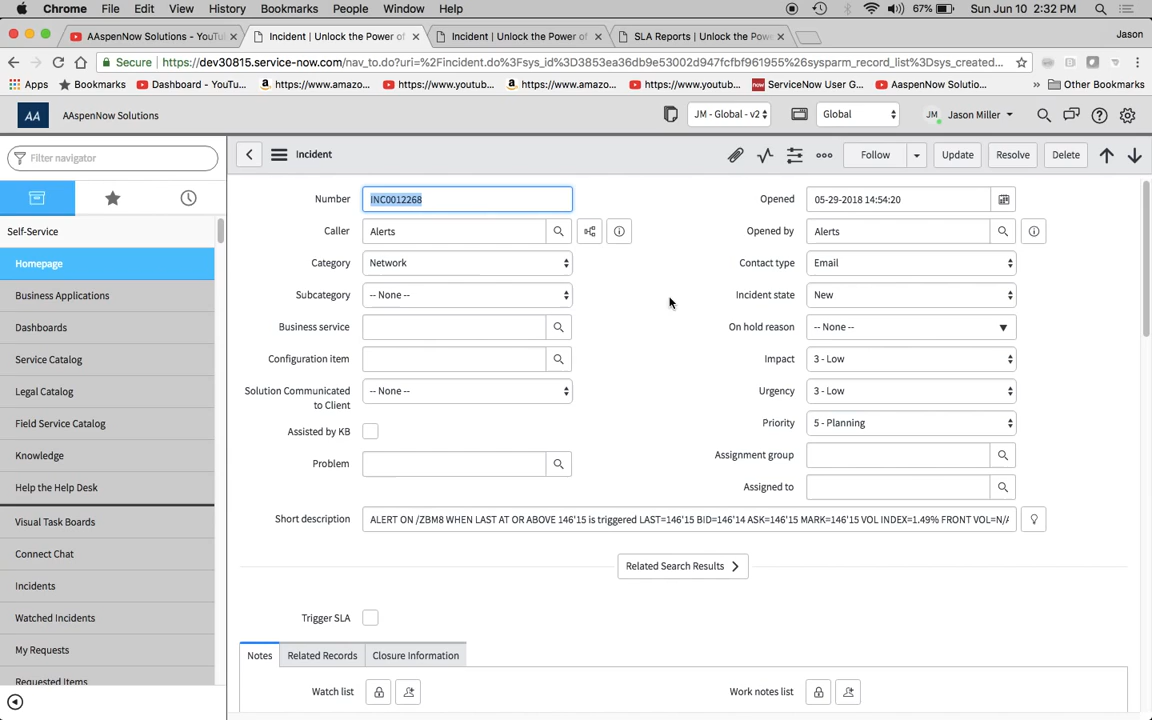 Chrome File Edit View History Bookmarks People Window Help 67% Sun Jun 10 2:32 PM
AAspenNow Solutions - YouTu × Incident | Unlock the Power of × Incident | Unlock the Power of × SLA Reports | Unlock the Powe × Jason
Secure https://dev30815.service-now.com/nav_to.do?uri=%2Fincident.do%3Fsys_id%3D3853ea36db9e53002d947fcfbf961955%26sysparm_record_list%3Dsys_created...
Apps Bookmarks Dashboard - YouTu... https://www.amazo... https://www.youtub... https://www.amazo... https://www.youtub... ServiceNow User G... AAspenNow Solutio... » Other Bookmarks
AA AAspenNow Solutions JM - Global - v2 Global JM Jason Miller
Filter navigator
Incident Follow Update Resolve Delete
Self-Service
Homepage
Business Applications
Dashboards
Service Catalog
Legal Catalog
Field Service Catalog
Knowledge
Help the Help Desk
Visual Task Boards
Connect Chat
Incidents
Watched Incidents
My Requests
Requested Items
Number INC0012268
Caller Alerts
Category Network
Subcategory -- None --
Business service
Configuration item
Solution Communicated
to Client -- None --
Assisted by KB
Problem
Opened 05-29-2018 14:54:20
Opened by Alerts
Contact type Email
Incident state New
On hold reason -- None --
Impact 3 - Low
Urgency 3 - Low
Priority 5 - Planning
Assignment group
Assigned to
Short description ALERT ON /ZBM8 WHEN LAST AT OR ABOVE 146'15 is triggered LAST=146'15 BID=146'14 ASK=146'15 MARK=146'15 VOL INDEX=1.49% FRONT VOL=N/A
Related Search Results
Trigger SLA
Notes Related Records Closure Information
Watch list Work notes list